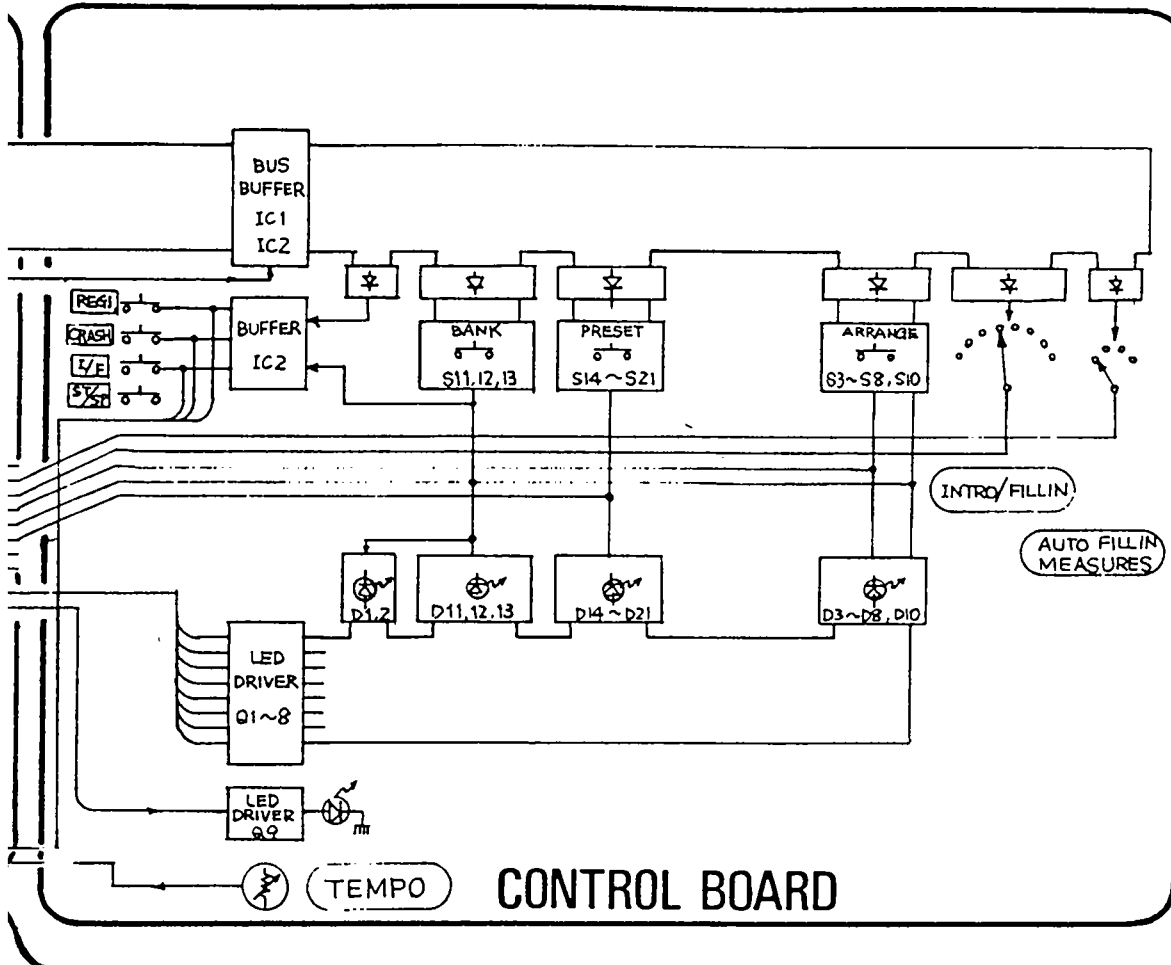 BUS
BUFFER
IC1
IC2
REGI
CRASH
I/F
ST/SP
BUFFER
IC2
BANK
S11,12,13
PRESET
S14~S21
ARRANGE
S3~S8,S10
INTRO/FILLIN
AUTO FILLIN
MEASURES
D1,2
D11,12,13
D14~D21
D3~D8,D10
LED
DRIVER
Q1~8
LED
DRIVER
Q9
TEMPO
CONTROL BOARD